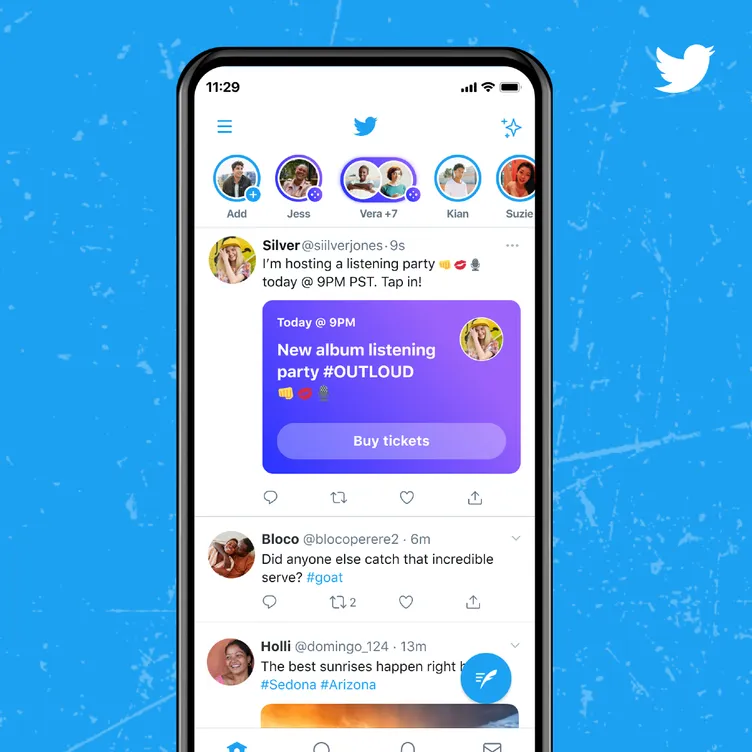 11:29
Add
Jess
Vera +7
Kian
Suzie
Silver @siilverjones · 9s
I’m hosting a listening party 👊 💋 🎙️
today @ 9PM PST. Tap in!
Today @ 9PM
New album listening
party #OUTLOUD
👊 💋 🎙️
Buy tickets
Bloco @blocoperere2 · 6m
Did anyone else catch that incredible
serve? #goat
2
Holli @domingo_124 · 13m
The best sunrises happen right
#Sedona #Arizona